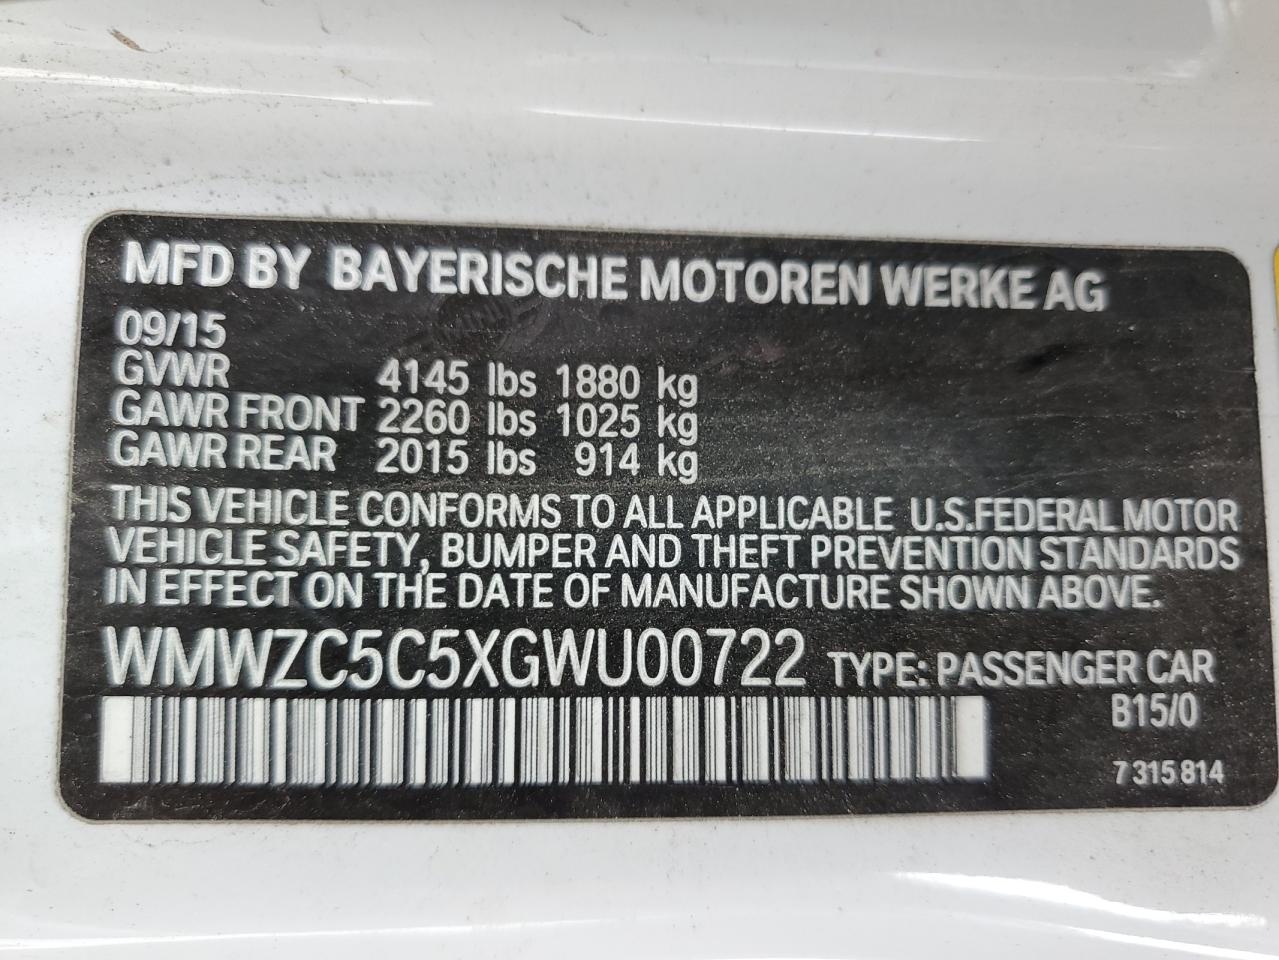 MFD BY BAYERISCHE MOTOREN WERKE AG
09/15
GVWR 4145 lbs 1880 kg
GAWR FRONT 2260 lbs 1025 kg
GAWR REAR 2015 lbs 914 kg
THIS VEHICLE CONFORMS TO ALL APPLICABLE U.S.FEDERAL MOTOR
VEHICLE SAFETY, BUMPER AND THEFT PREVENTION STANDARDS
IN EFFECT ON THE DATE OF MANUFACTURE SHOWN ABOVE.
WMWZC5C5XGWU00722 TYPE: PASSENGER CAR
B15/0
7 315 814